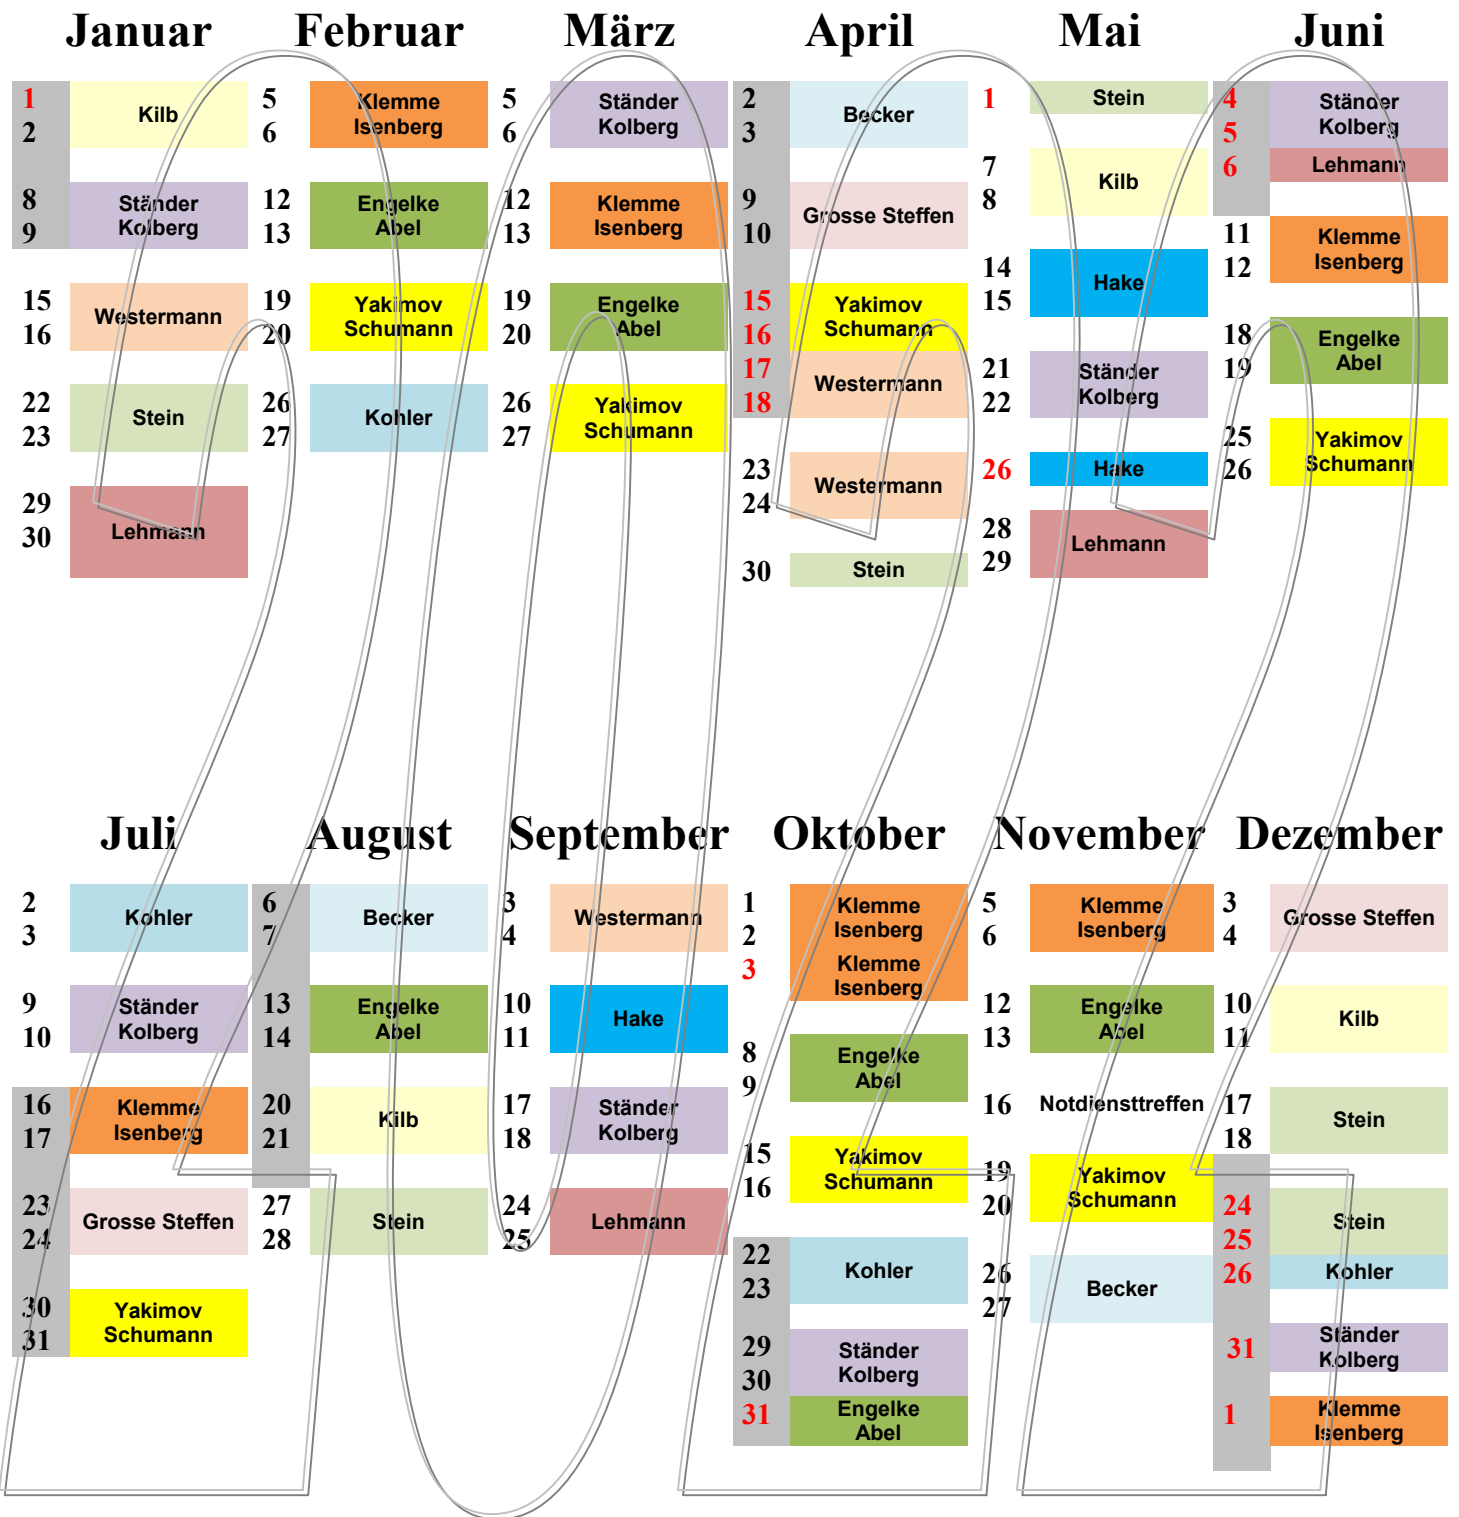 Januar Februar März April Mai Juni
1 Kilb
2
8 Ständer
9 Kolberg
15 Westermann
16
22 Stein
23
29 Lehmann
30
5 Klemme
6 Isenberg
12 Engelke
13 Abel
19 Yakimov
20 Schumann
26 Kohler
27
5 Ständer
6 Kolberg
12 Klemme
13 Isenberg
19 Engelke
20 Abel
26 Yakimov
27 Schumann
2 Becker
3
9 Grosse Steffen
10
15 Yakimov
16 Schumann
17 Westermann
18
23 Westermann
24
30 Stein
1 Stein
7 Kilb
8
14 Hake
15
21 Ständer
22 Kolberg
26 Hake
28 Lehmann
29
4 Ständer
5 Kolberg
6 Lehmann
11 Klemme
12 Isenberg
18 Engelke
19 Abel
25 Yakimov
26 Schumann
Juli August September Oktober November Dezember
2 Kohler
3
9 Ständer
10 Kolberg
16 Klemme
17 Isenberg
23 Grosse Steffen
24
30 Yakimov
31 Schumann
6 Becker
7
13 Engelke
14 Abel
20 Kilb
21
27 Stein
28
3 Westermann
4
10 Hake
11
17 Ständer
18 Kolberg
24 Lehmann
25
1 Klemme
2 Isenberg
3 Klemme
Isenberg
8 Engelke
9 Abel
15 Yakimov
16 Schumann
22 Kohler
23
29 Ständer
30 Kolberg
31 Engelke
Abel
5 Klemme
6 Isenberg
12 Engelke
13 Abel
16 Notdiensttreffen
19 Yakimov
20 Schumann
26 Becker
27
3 Grosse Steffen
4
10 Kilb
11
17 Stein
18
24 Stein
25
26 Kohler
31 Ständer
Kolberg
1 Klemme
Isenberg